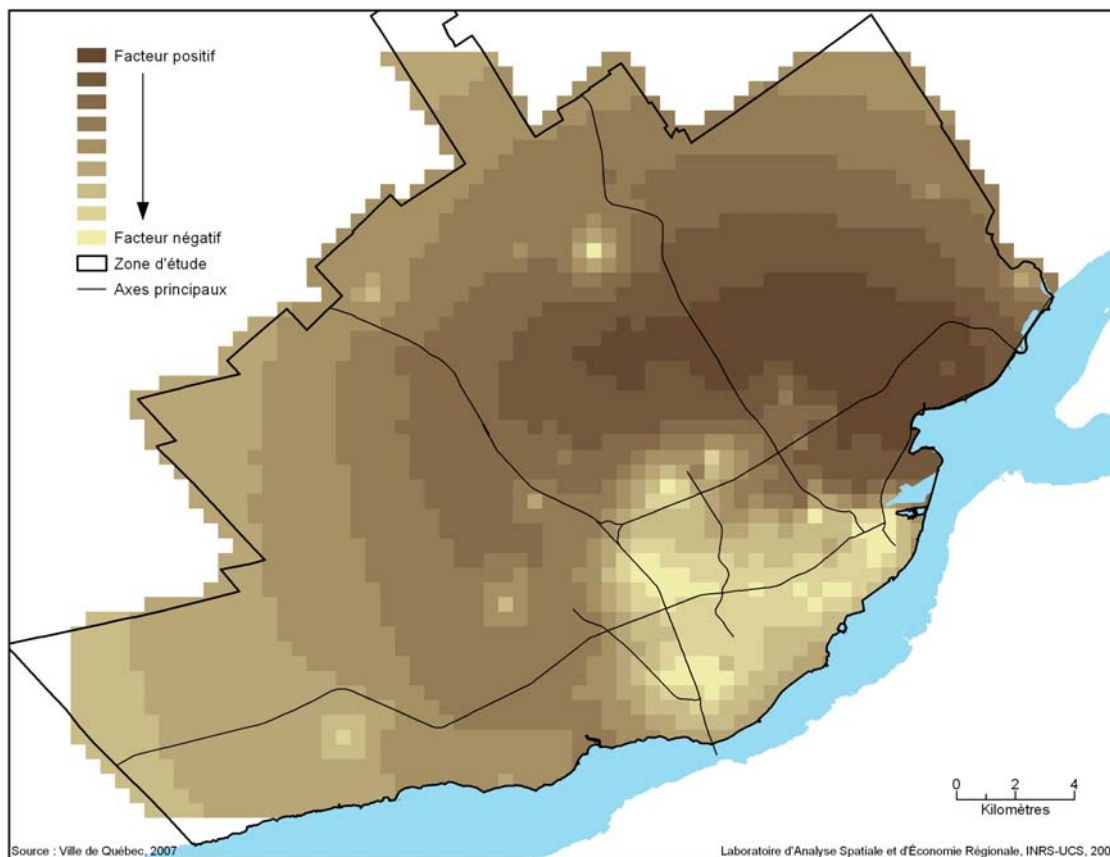 Facteur positif
Facteur négatif
Zone d'étude
Axes principaux
0 2 4
Kilomètres
Source : Ville de Québec, 2007
Laboratoire d'Analyse Spatiale et d'Économie Régionale, INRS-UCS, 200